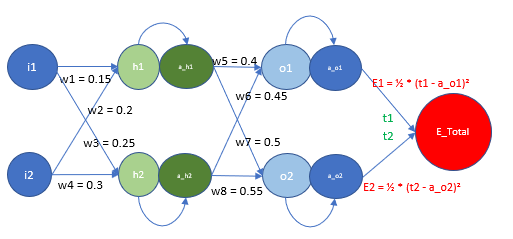 i1
h1
a_h1
w5 = 0.4
o1
a_o1
w1 = 0.15
E1 = ½ * (t1 - a_o1)²
w6 = 0.45
w2 = 0.2
t1
E_Total
t2
w3 = 0.25
w7 = 0.5
i2
h2
a_h2
o2
a_o2
w4 = 0.3
w8 = 0.55
E2 = ½ * (t2 - a_o2)²